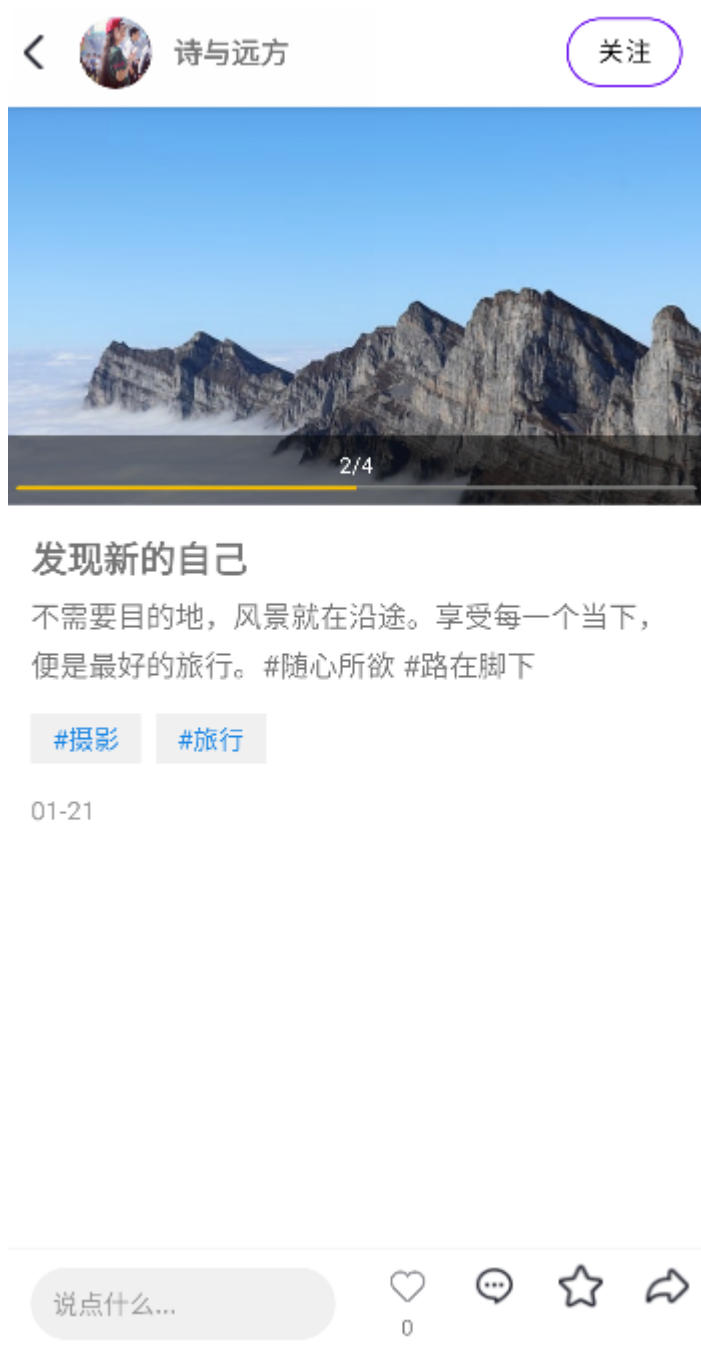 诗与远方
关注
2/4
发现新的自己
不需要目的地，风景就在沿途。享受每一个当下，
便是最好的旅行。#随心所欲 #路在脚下
#摄影 #旅行
01-21
说点什么...
0